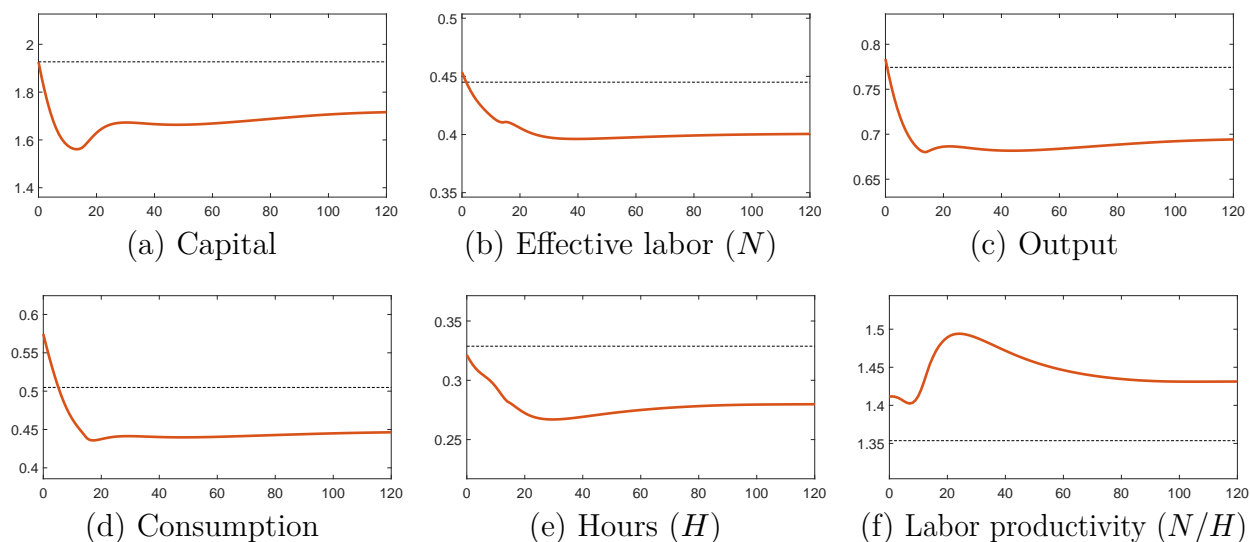 2
1.8
1.6
1.4
0 20 40 60 80 100 120
(a) Capital
0.5
0.45
0.4
0.35
0 20 40 60 80 100 120
(b) Effective labor (N)
0.8
0.75
0.7
0.65
0 20 40 60 80 100 120
(c) Output
0.6
0.55
0.5
0.45
0.4
0 20 40 60 80 100 120
(d) Consumption
0.35
0.3
0.25
0 20 40 60 80 100 120
(e) Hours (H)
1.5
1.45
1.4
1.35
0 20 40 60 80 100 120
(f) Labor productivity (N/H)